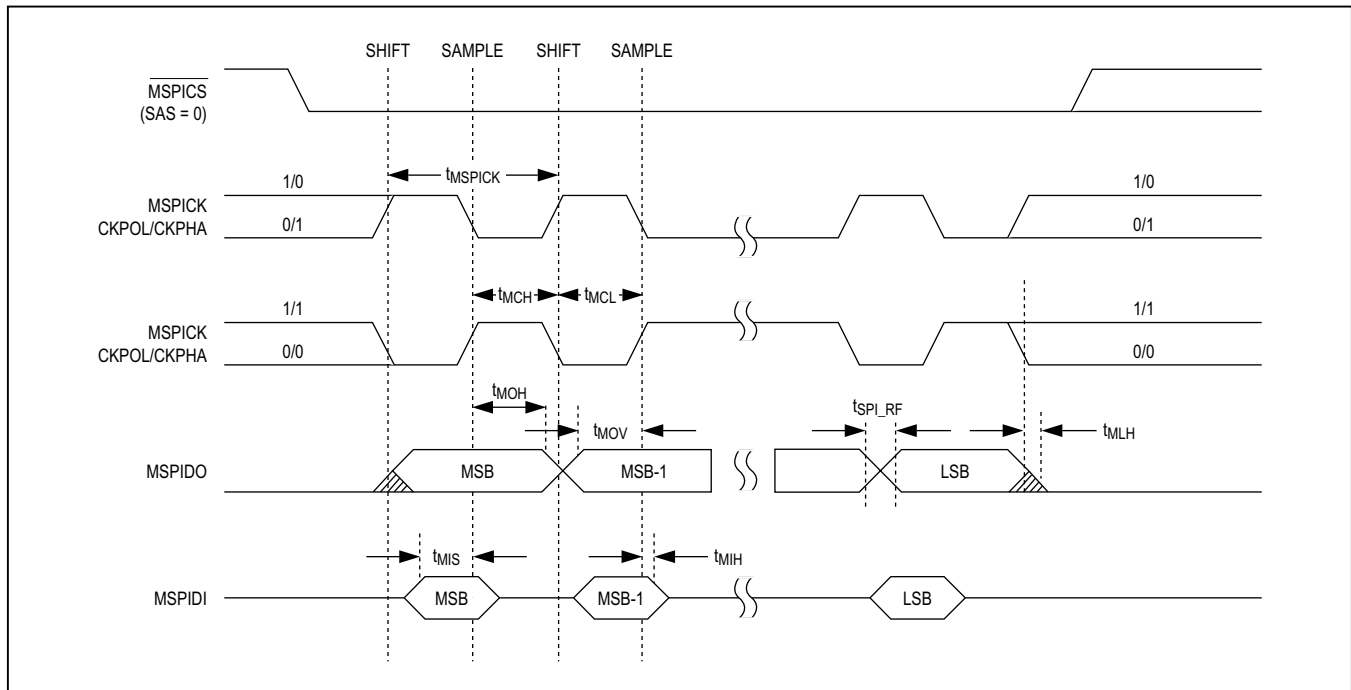 SHIFT SAMPLE SHIFT SAMPLE
MSPICS
(SAS = 0)
tMSPICK
1/0 1/0
MSPICK
CKPOL/CKPHA 0/1 0/1
tMCH tMCL
1/1 1/1
MSPICK
CKPOL/CKPHA 0/0 0/0
tMOH
tSPI_RF
tMOV tMLH
MSPIDO MSB MSB-1 LSB
tMIS tMIH
MSPIDI MSB MSB-1 LSB